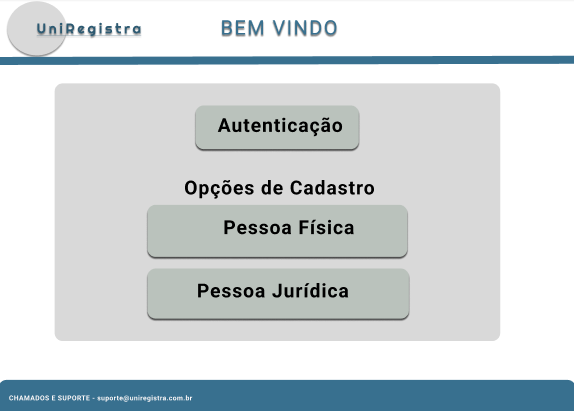 UniRegistra
BEM VINDO
Autenticação
Opções de Cadastro
Pessoa Física
Pessoa Jurídica
CHAMADOS E SUPORTE - suporte@uniregistra.com.br